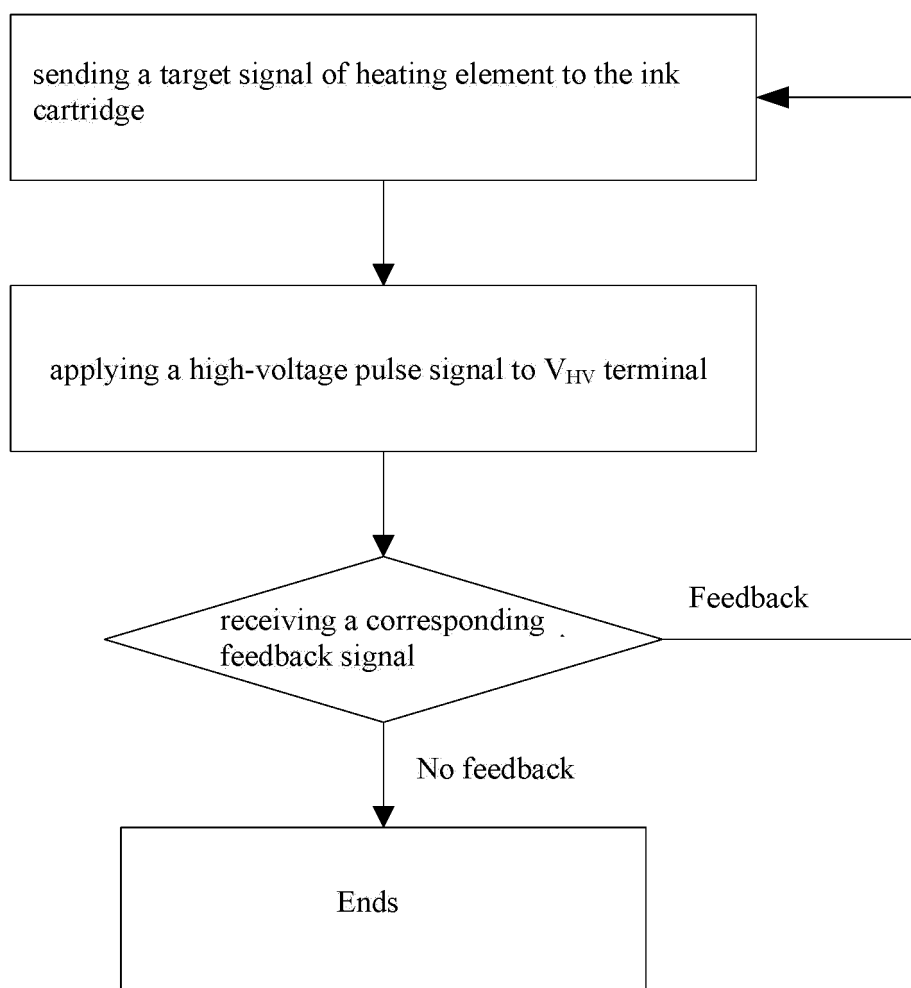 sending a target signal of heating element to the ink
cartridge
applying a high-voltage pulse signal to V_HV terminal
receiving a corresponding
feedback signal
Feedback
No feedback
Ends